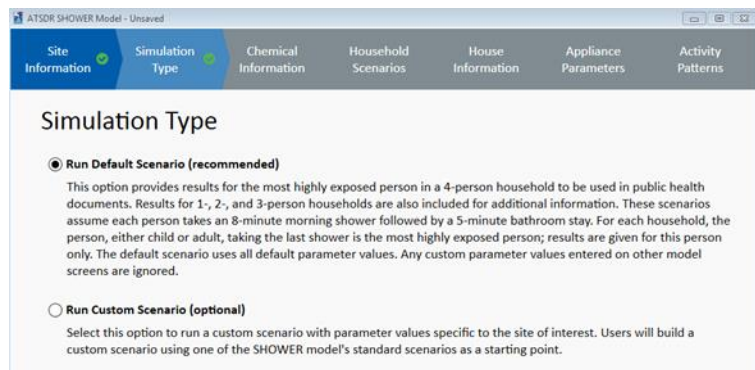 ATSDR SHOWER Model - Unsaved
Site Information
Simulation Type
Chemical Information
Household Scenarios
House Information
Appliance Parameters
Activity Patterns
Simulation Type
Run Default Scenario (recommended)
This option provides results for the most highly exposed person in a 4-person household to be used in public health
documents. Results for 1-, 2-, and 3-person households are also included for additional information. These scenarios
assume each person takes an 8-minute morning shower followed by a 5-minute bathroom stay. For each household, the
person, either child or adult, taking the last shower is the most highly exposed person; results are given for this person
only. The default scenario uses all default parameter values. Any custom parameter values entered on other model
screens are ignored.
Run Custom Scenario (optional)
Select this option to run a custom scenario with parameter values specific to the site of interest. Users will build a
custom scenario using one of the SHOWER model's standard scenarios as a starting point.